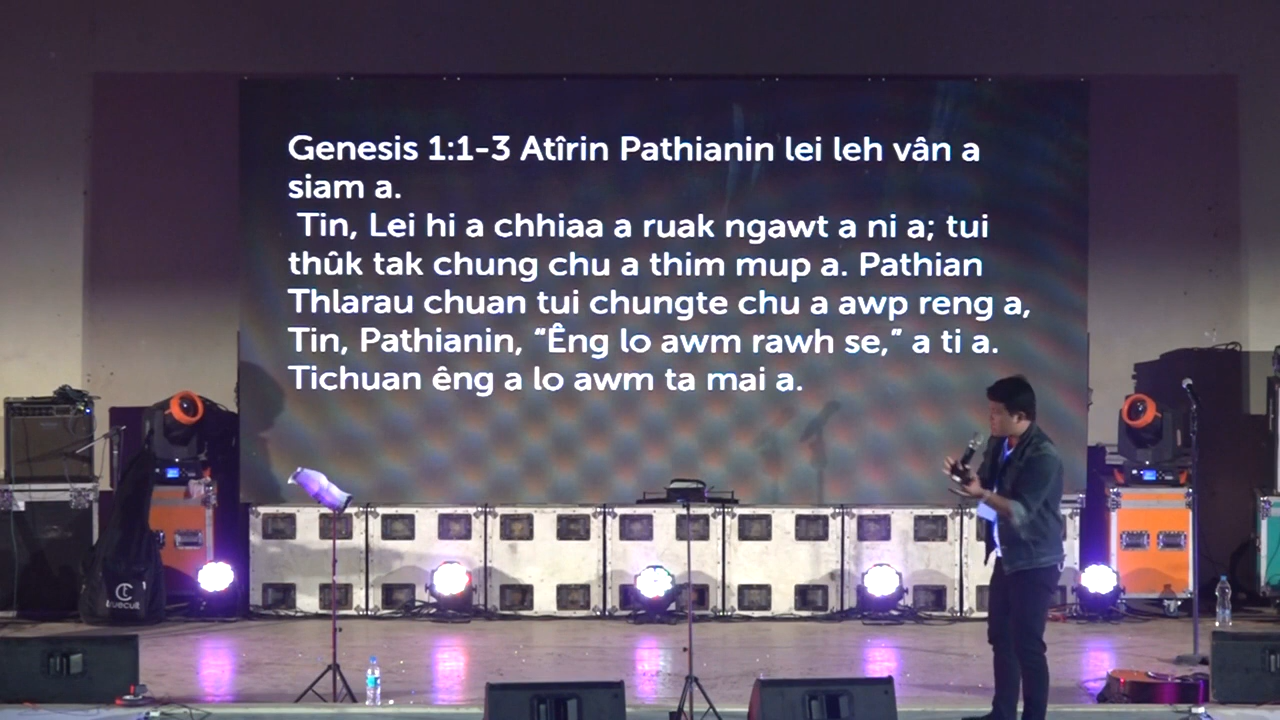 Genesis 1:1-3 Atîrin Pathianin lei leh vân a
siam a.
Tin, Lei hi a chhiaa a ruak ngawt a ni a; tui
thûk tak chung chu a thim mup a. Pathian
Thlarau chuan tui chungte chu a awp reng a,
Tin, Pathianin, “Êng lo awm rawh se,” a ti a.
Tichuan êng a lo awm ta mai a.